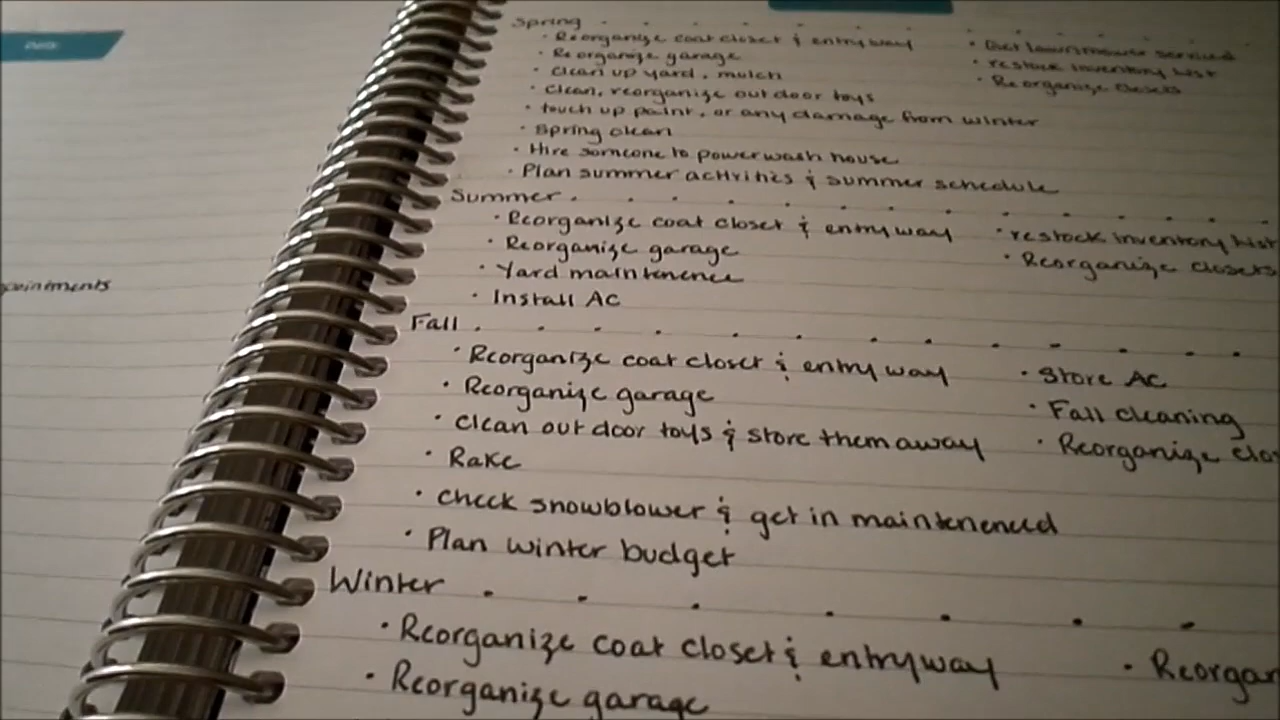 Spring
· Reorganize coat closet & entryway
· Reorganize garage
· Clean up yard, mulch
· Clean, reorganize outdoor toys
· touch up paint, or any damage from winter
· Spring clean
· Hire someone to powerwash house
· Plan summer activities & summer schedule
· Get lawnmower serviced
· restock inventory list
· Reorganize closets
Summer
· Reorganize coat closet & entryway
· Reorganize garage
· Yard maintenence
· Install AC
· restock inventory list
· Reorganize closets
Fall
· Reorganize coat closet & entryway
· Reorganize garage
· Clean outdoor toys & store them away
· Rake
· Check snowblower & get in maintenenced
· Plan winter budget
· Store AC
· Fall cleaning
· Reorganize clos
Winter
· Reorganize coat closet & entryway
· Reorganize garage
· Reorgan